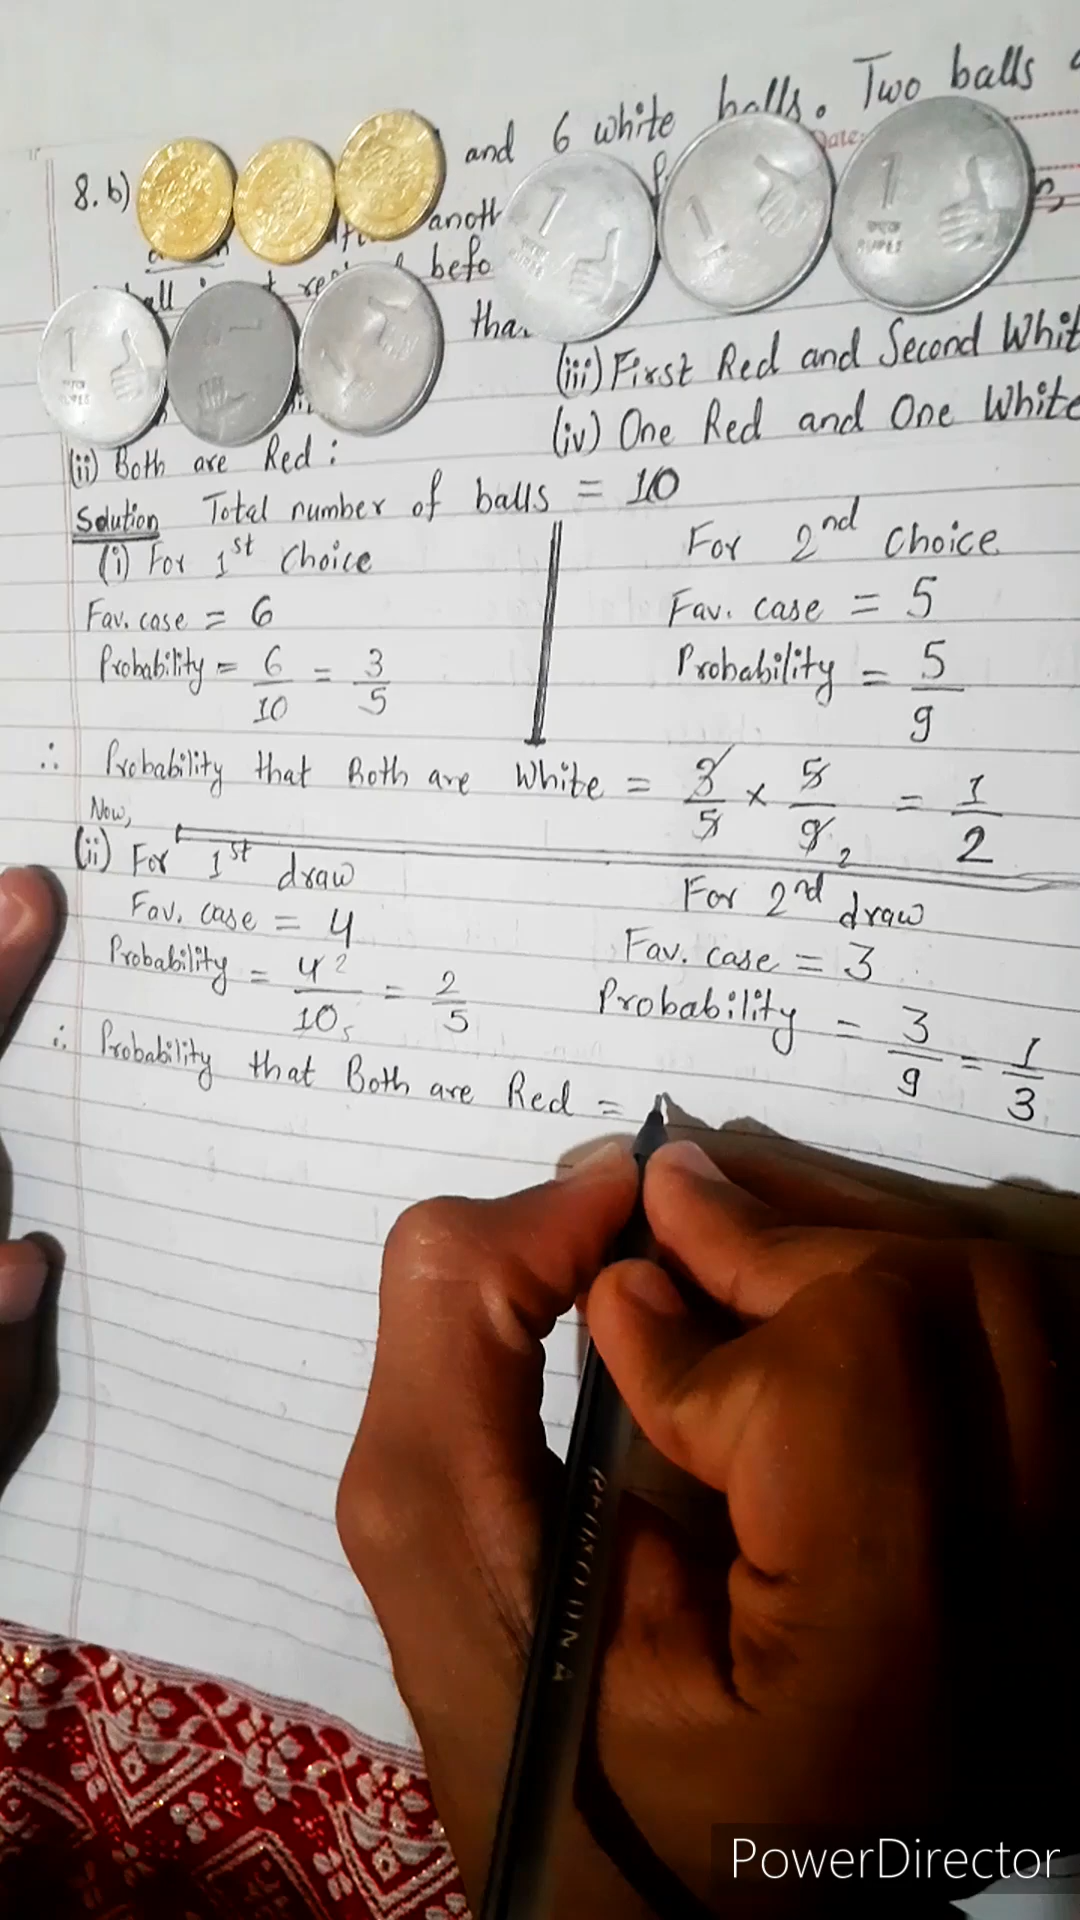 and 6 white balls. Two balls
8. b)
anoth
befo
tha
(iii) First Red and Second Whit
(iv) One Red and One White
(ii) Both are Red :
Solution Total number of balls = 10
(i) For 1st Choice
For 2nd Choice
Fav. case = 6
Fav. case = 5
Probability = 6/10 = 3/5
Probability = 5/9
∴ Probability that Both are White = 3/5 × 5/9 2 = 1/2
Now,
(ii) For 1st draw
For 2nd draw
Fav. case = 4
Fav. case = 3
Probability = 4 2/10 5 = 2/5
Probability = 3/9 = 1/3
∴ Probability that Both are Red =
PowerDirector